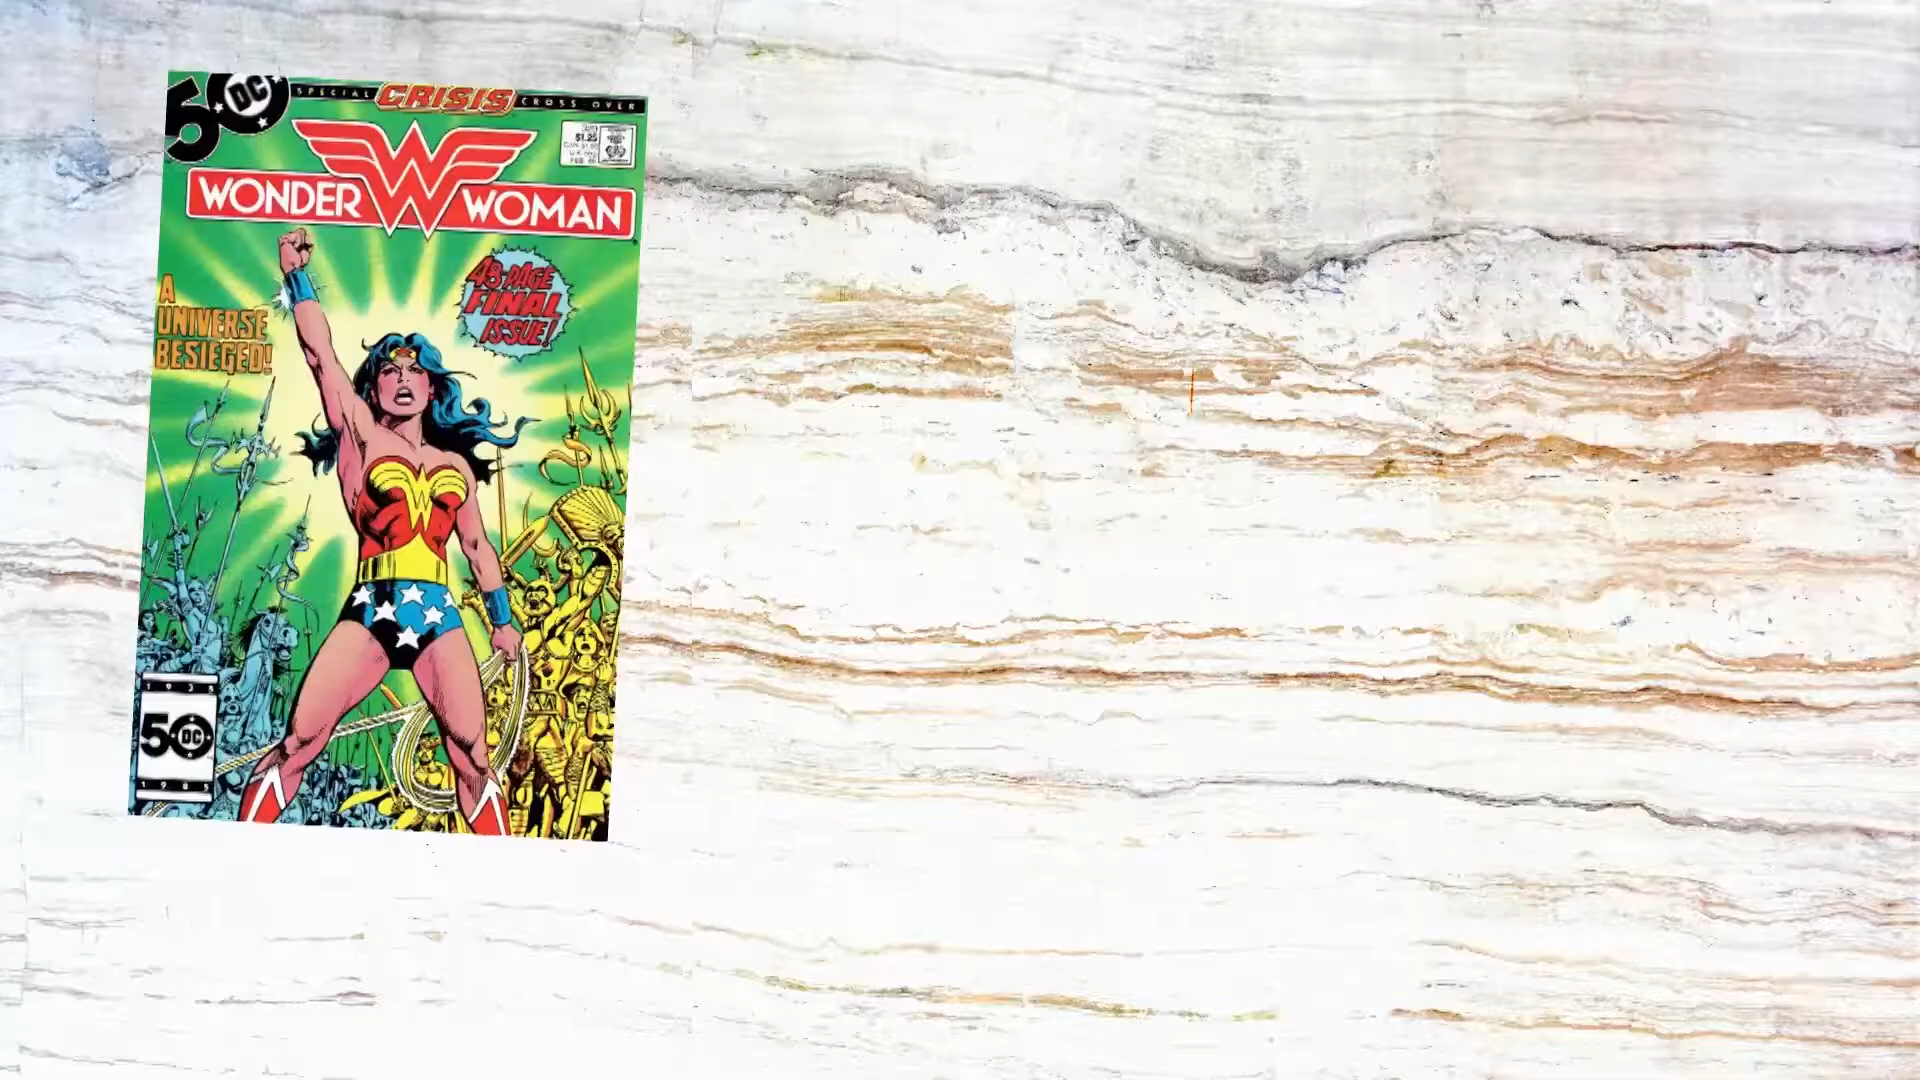 50 DC
SPECIAL CRISIS CROSS-OVER
$1.25
FEB 86
WONDER W WOMAN
48-PAGE
FINAL
ISSUE!
A
UNIVERSE
BESIEGED!
W
1935
50 DC
1985